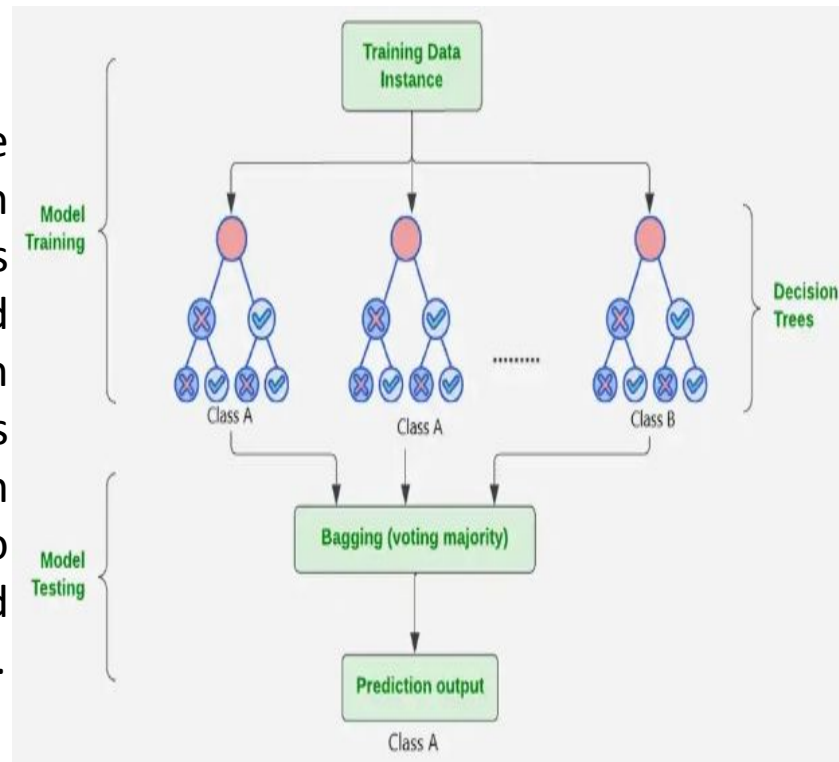 Training Data
Instance
Model
Training
Decision
Trees
.........
Class A
Class A
Class B
Bagging (voting majority)
Model
Testing
Prediction output
Class A